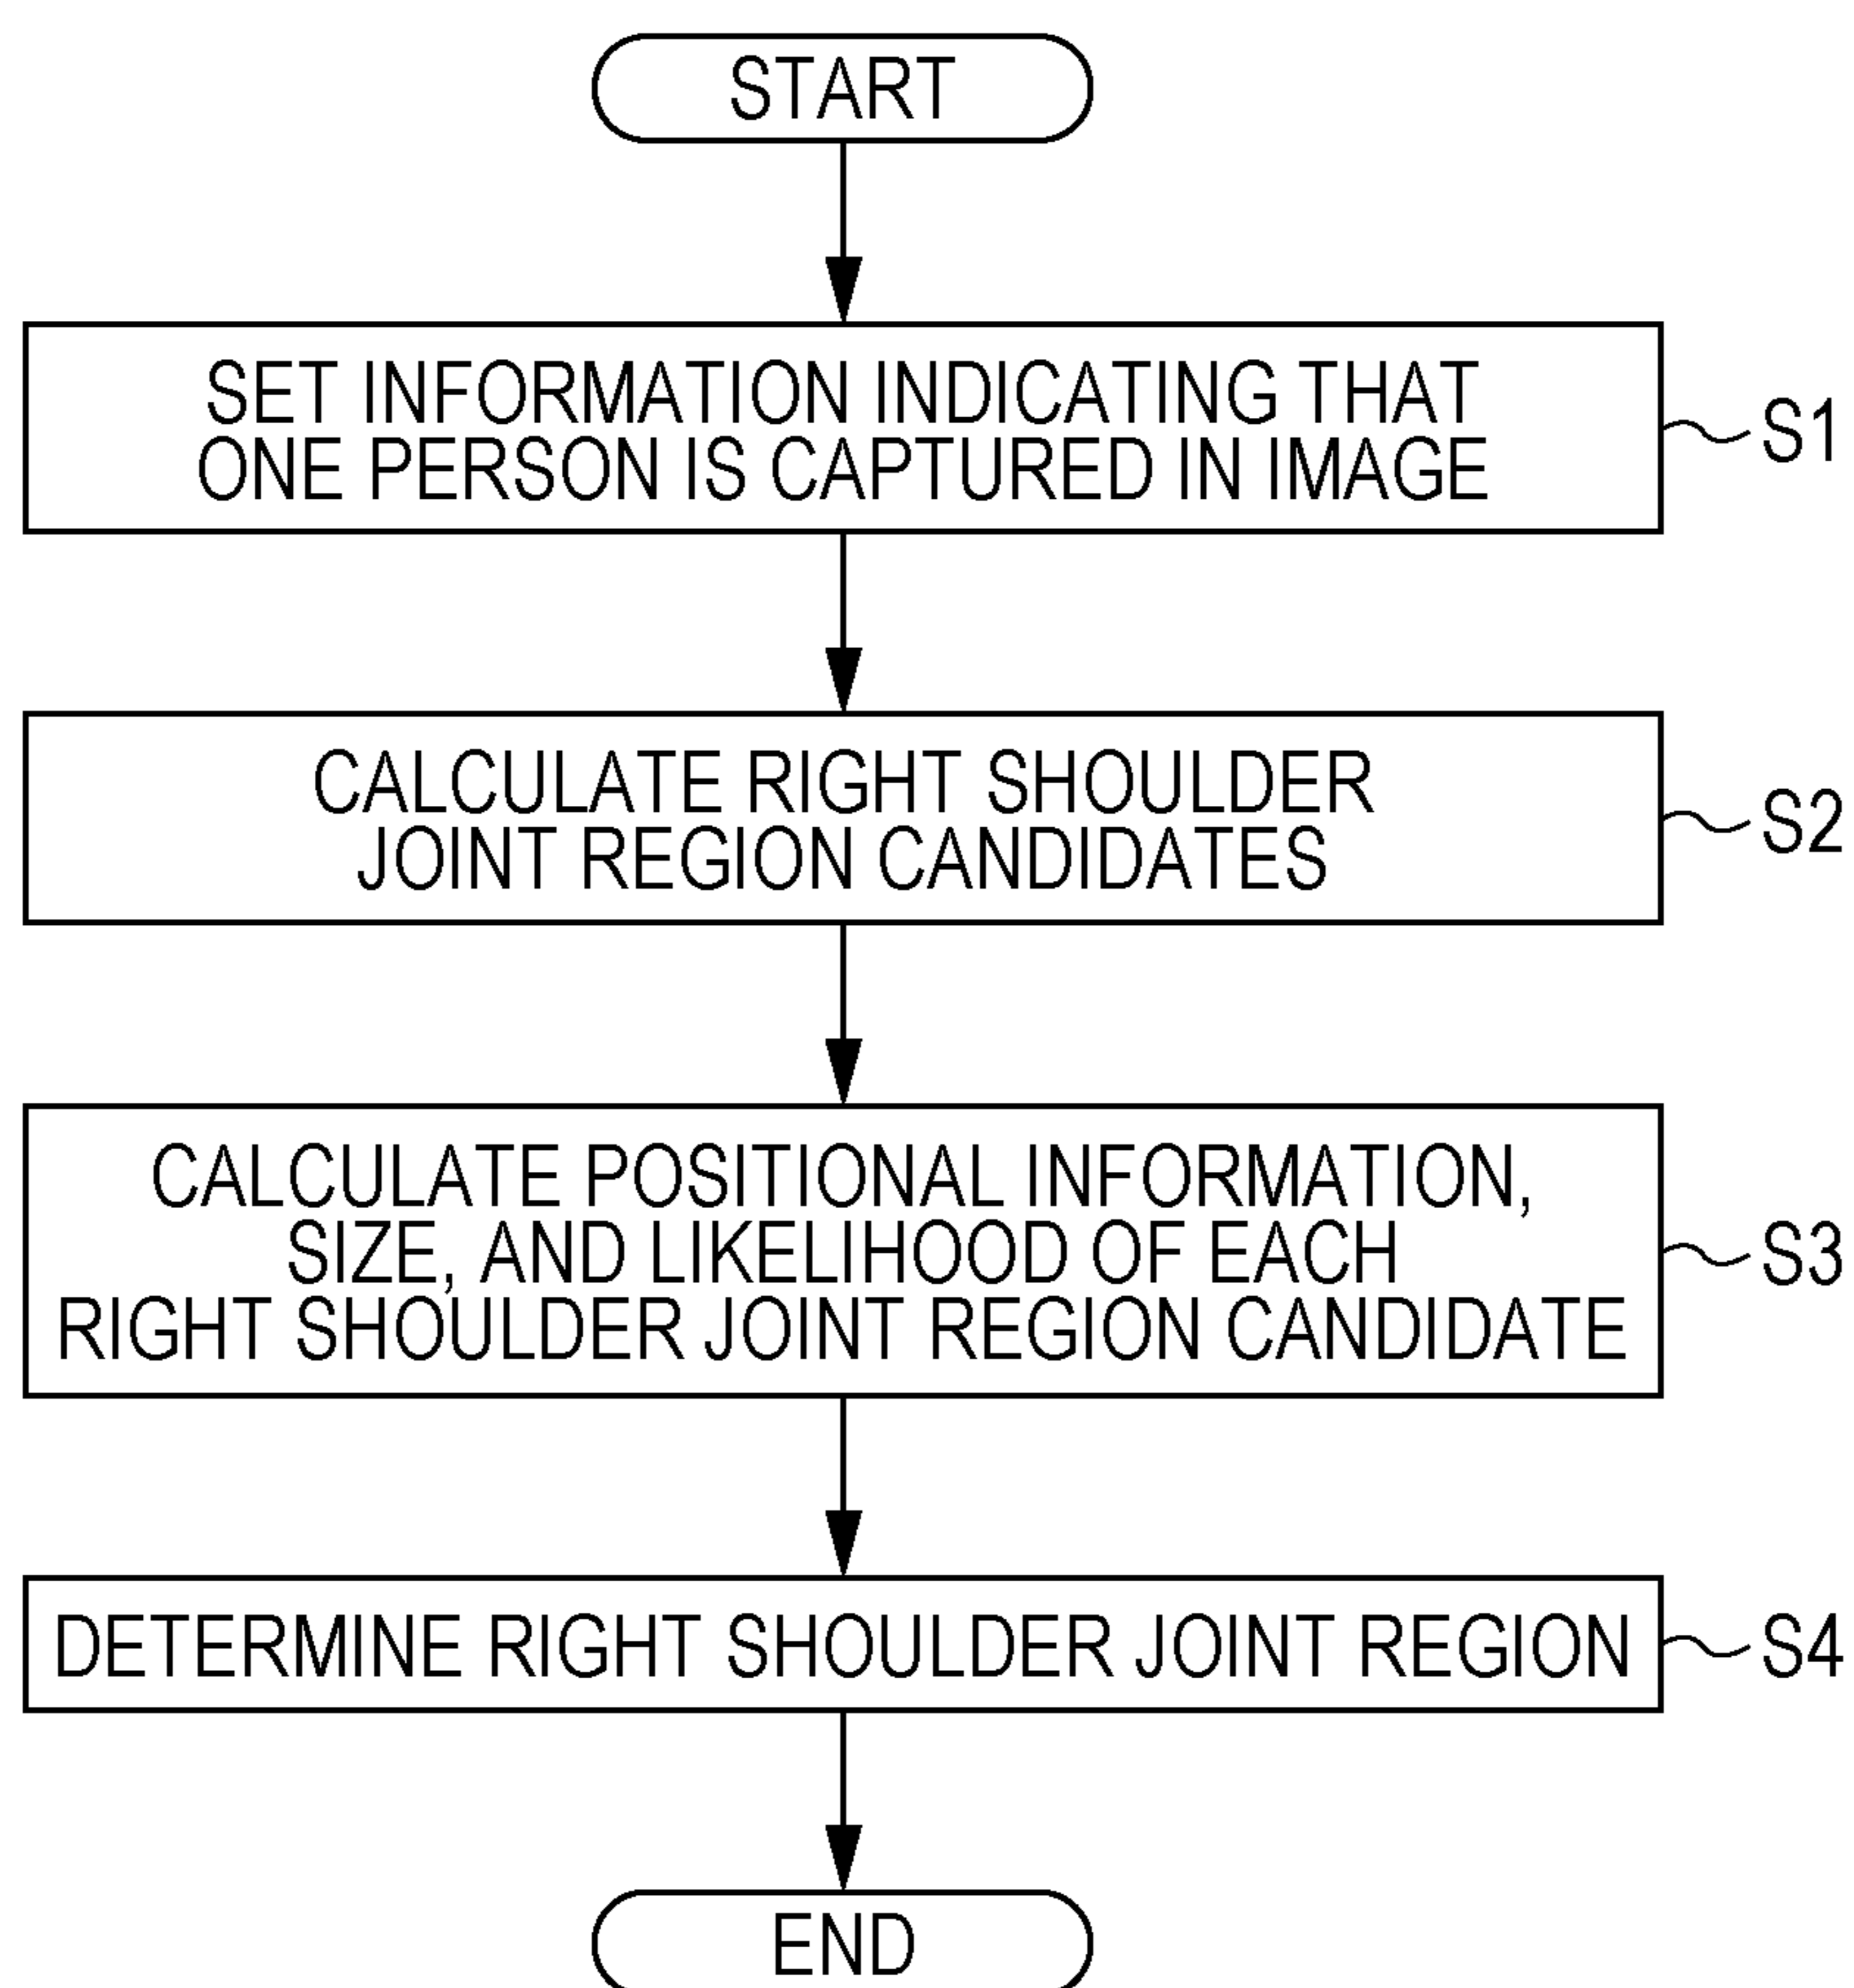 START
SET INFORMATION INDICATING THAT
ONE PERSON IS CAPTURED IN IMAGE
S1
CALCULATE RIGHT SHOULDER
JOINT REGION CANDIDATES
S2
CALCULATE POSITIONAL INFORMATION,
SIZE, AND LIKELIHOOD OF EACH
RIGHT SHOULDER JOINT REGION CANDIDATE
S3
DETERMINE RIGHT SHOULDER JOINT REGION
S4
END